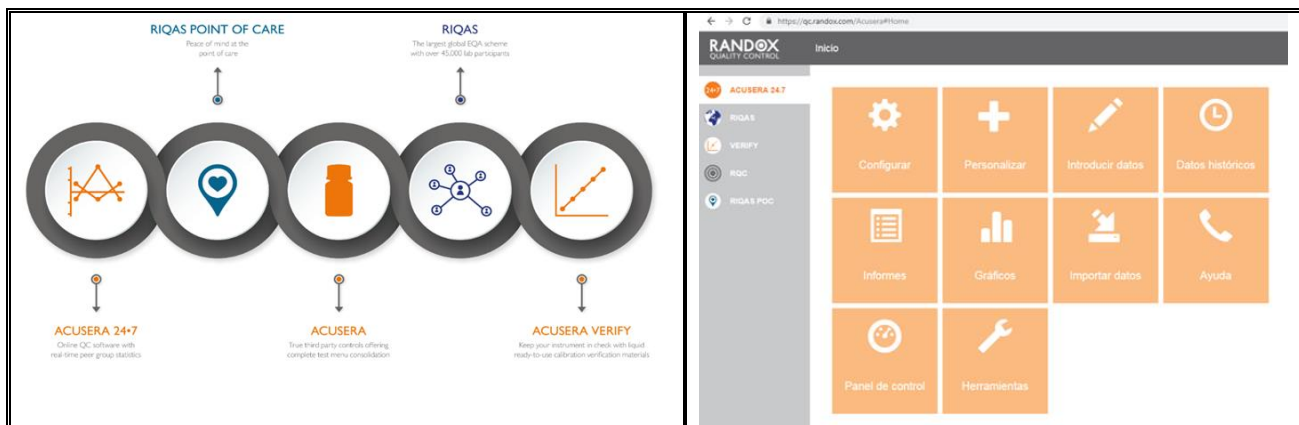 RIQAS POINT OF CARE
Peace of mind at the
point of care
RIQAS
The largest global EQA scheme
with over 45,000 lab participants
ACUSERA 24•7
Online QC software with
real-time peer group statistics
ACUSERA
True third party controls offering
complete test menu consolidation
ACUSERA VERIFY
Keep your instrument in check with liquid
ready-to-use calibration verification materials
https://qc.randox.com/Acusera#Home
RANDOX
QUALITY CONTROL
Inicio
24•7
ACUSERA 24.7
RIQAS
VERIFY
RQC
RIQAS POC
Configurar
Personalizar
Introducir datos
Datos históricos
Informes
Gráficos
Importar datos
Ayuda
Panel de control
Herramientas